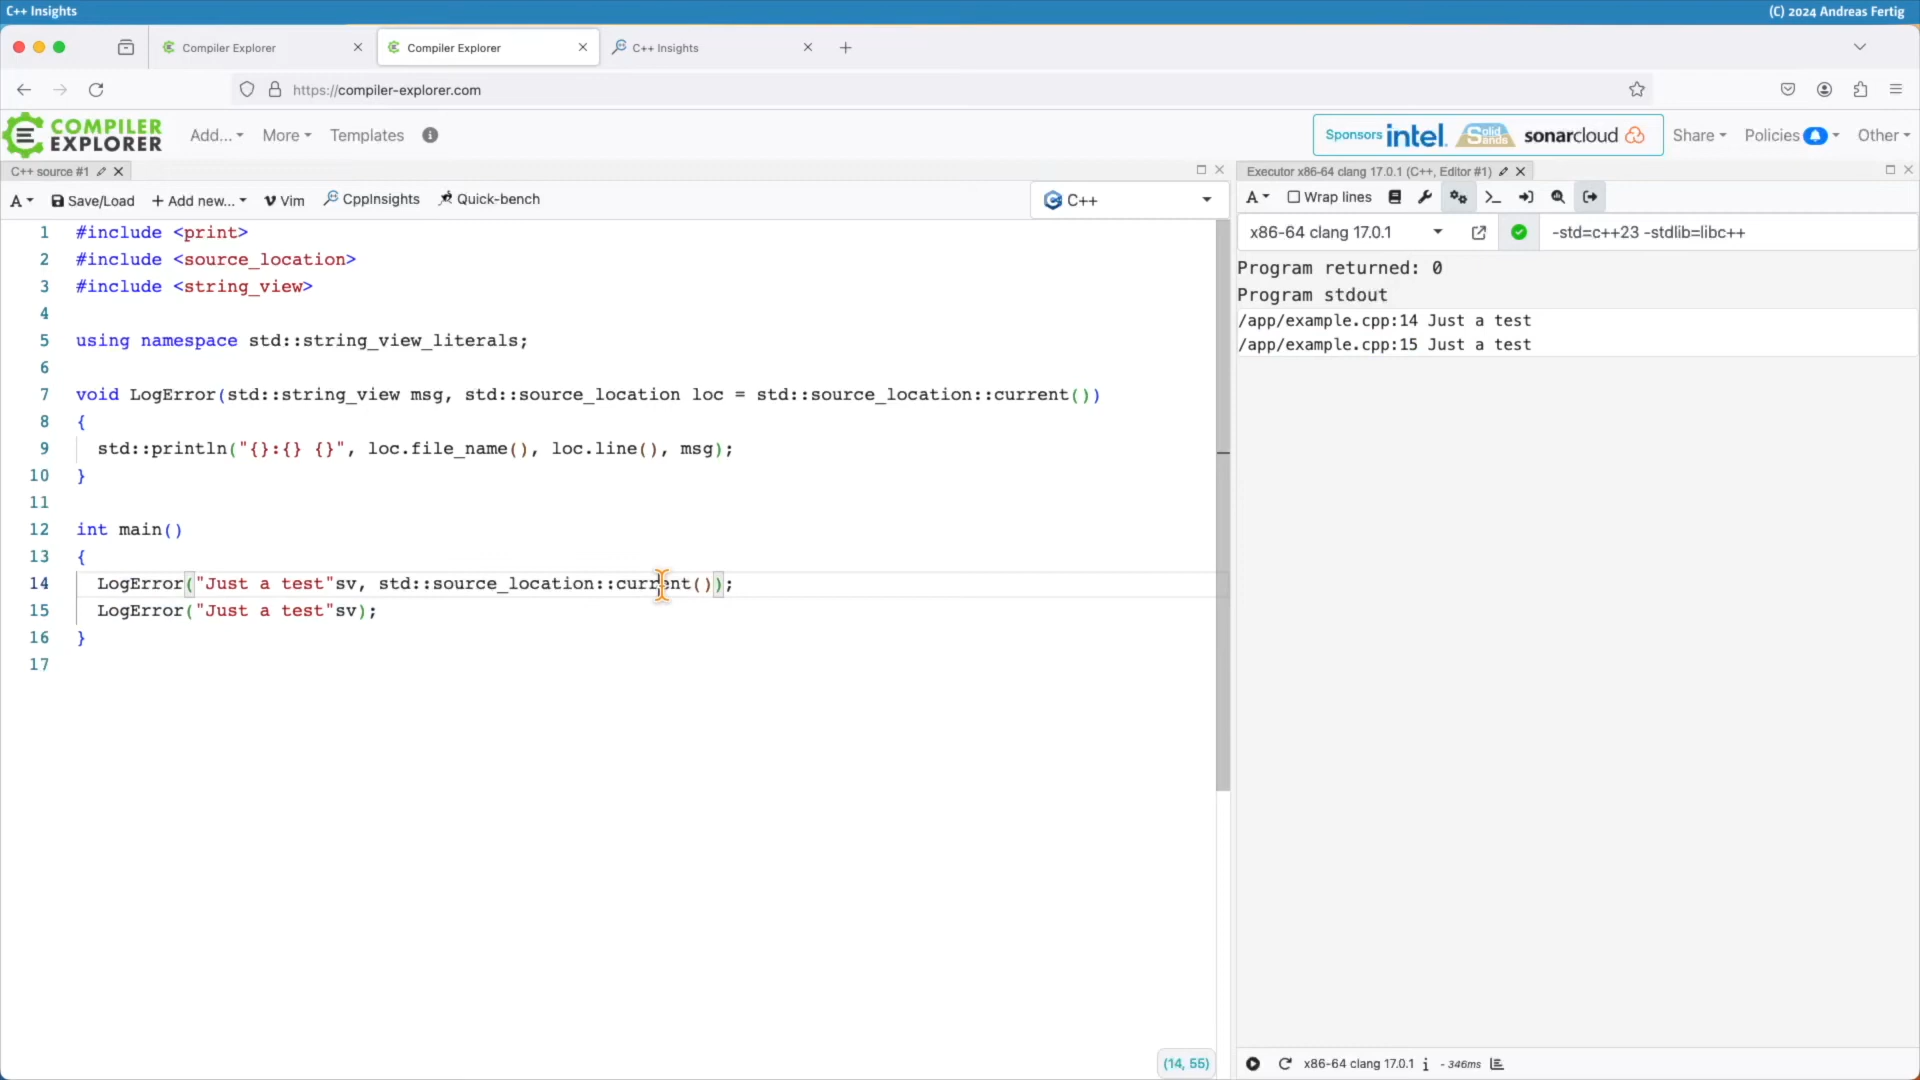 C++ Insights
(C) 2024 Andreas Fertig
Compiler Explorer
Compiler Explorer
C++ Insights
https://compiler-explorer.com
COMPILER
EXPLORER
Add...
More
Templates
Sponsors intel. Solid Sands sonarcloud
Share
Policies
Other
C++ source #1
A
Save/Load
+ Add new...
Vim
CppInsights
Quick-bench
C++
1 #include <print>
2 #include <source_location>
3 #include <string_view>
4
5 using namespace std::string_view_literals;
6
7 void LogError(std::string_view msg, std::source_location loc = std::source_location::current())
8 {
9 std::println("{}:{} {}", loc.file_name(), loc.line(), msg);
10 }
11
12 int main()
13 {
14 LogError("Just a test"sv, std::source_location::current());
15 LogError("Just a test"sv);
16 }
17
(14, 55)
Executor x86-64 clang 17.0.1 (C++, Editor #1)
A
Wrap lines
x86-64 clang 17.0.1
-std=c++23 -stdlib=libc++
Program returned: 0
Program stdout
/app/example.cpp:14 Just a test
/app/example.cpp:15 Just a test
x86-64 clang 17.0.1 i - 346ms